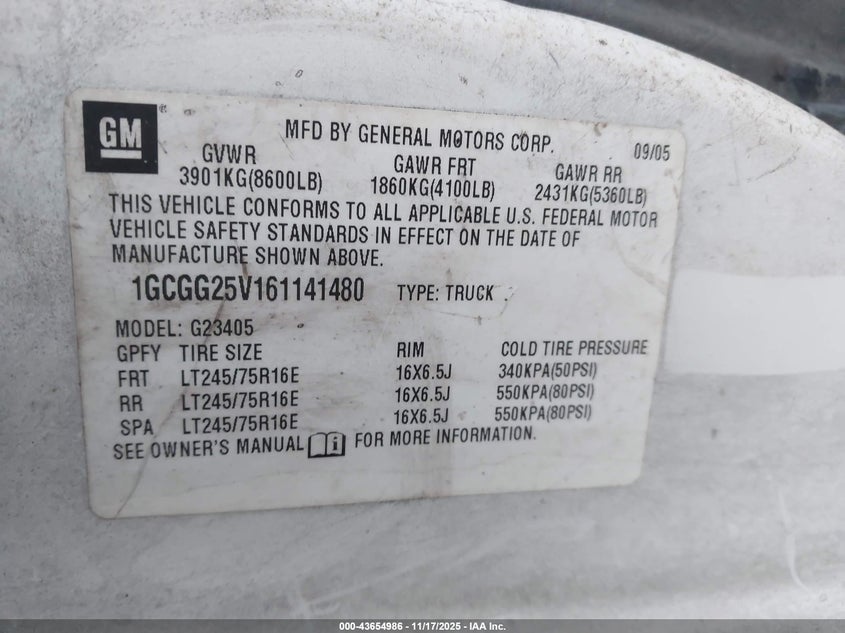 GM
MFD BY GENERAL MOTORS CORP.
09/05
GVWR GAWR FRT GAWR RR
3901KG(8600LB) 1860KG(4100LB) 2431KG(5360LB)
THIS VEHICLE CONFORMS TO ALL APPLICABLE U.S. FEDERAL MOTOR
VEHICLE SAFETY STANDARDS IN EFFECT ON THE DATE OF
MANUFACTURE SHOWN ABOVE.
1GCGG25V161141480 TYPE: TRUCK
MODEL: G23405
GPFY TIRE SIZE RIM COLD TIRE PRESSURE
FRT LT245/75R16E 16X6.5J 340KPA(50PSI)
RR LT245/75R16E 16X6.5J 550KPA(80PSI)
SPA LT245/75R16E 16X6.5J 550KPA(80PSI)
SEE OWNER'S MANUAL FOR MORE INFORMATION.
000-43654986 - 11/17/2025 - IAA Inc.